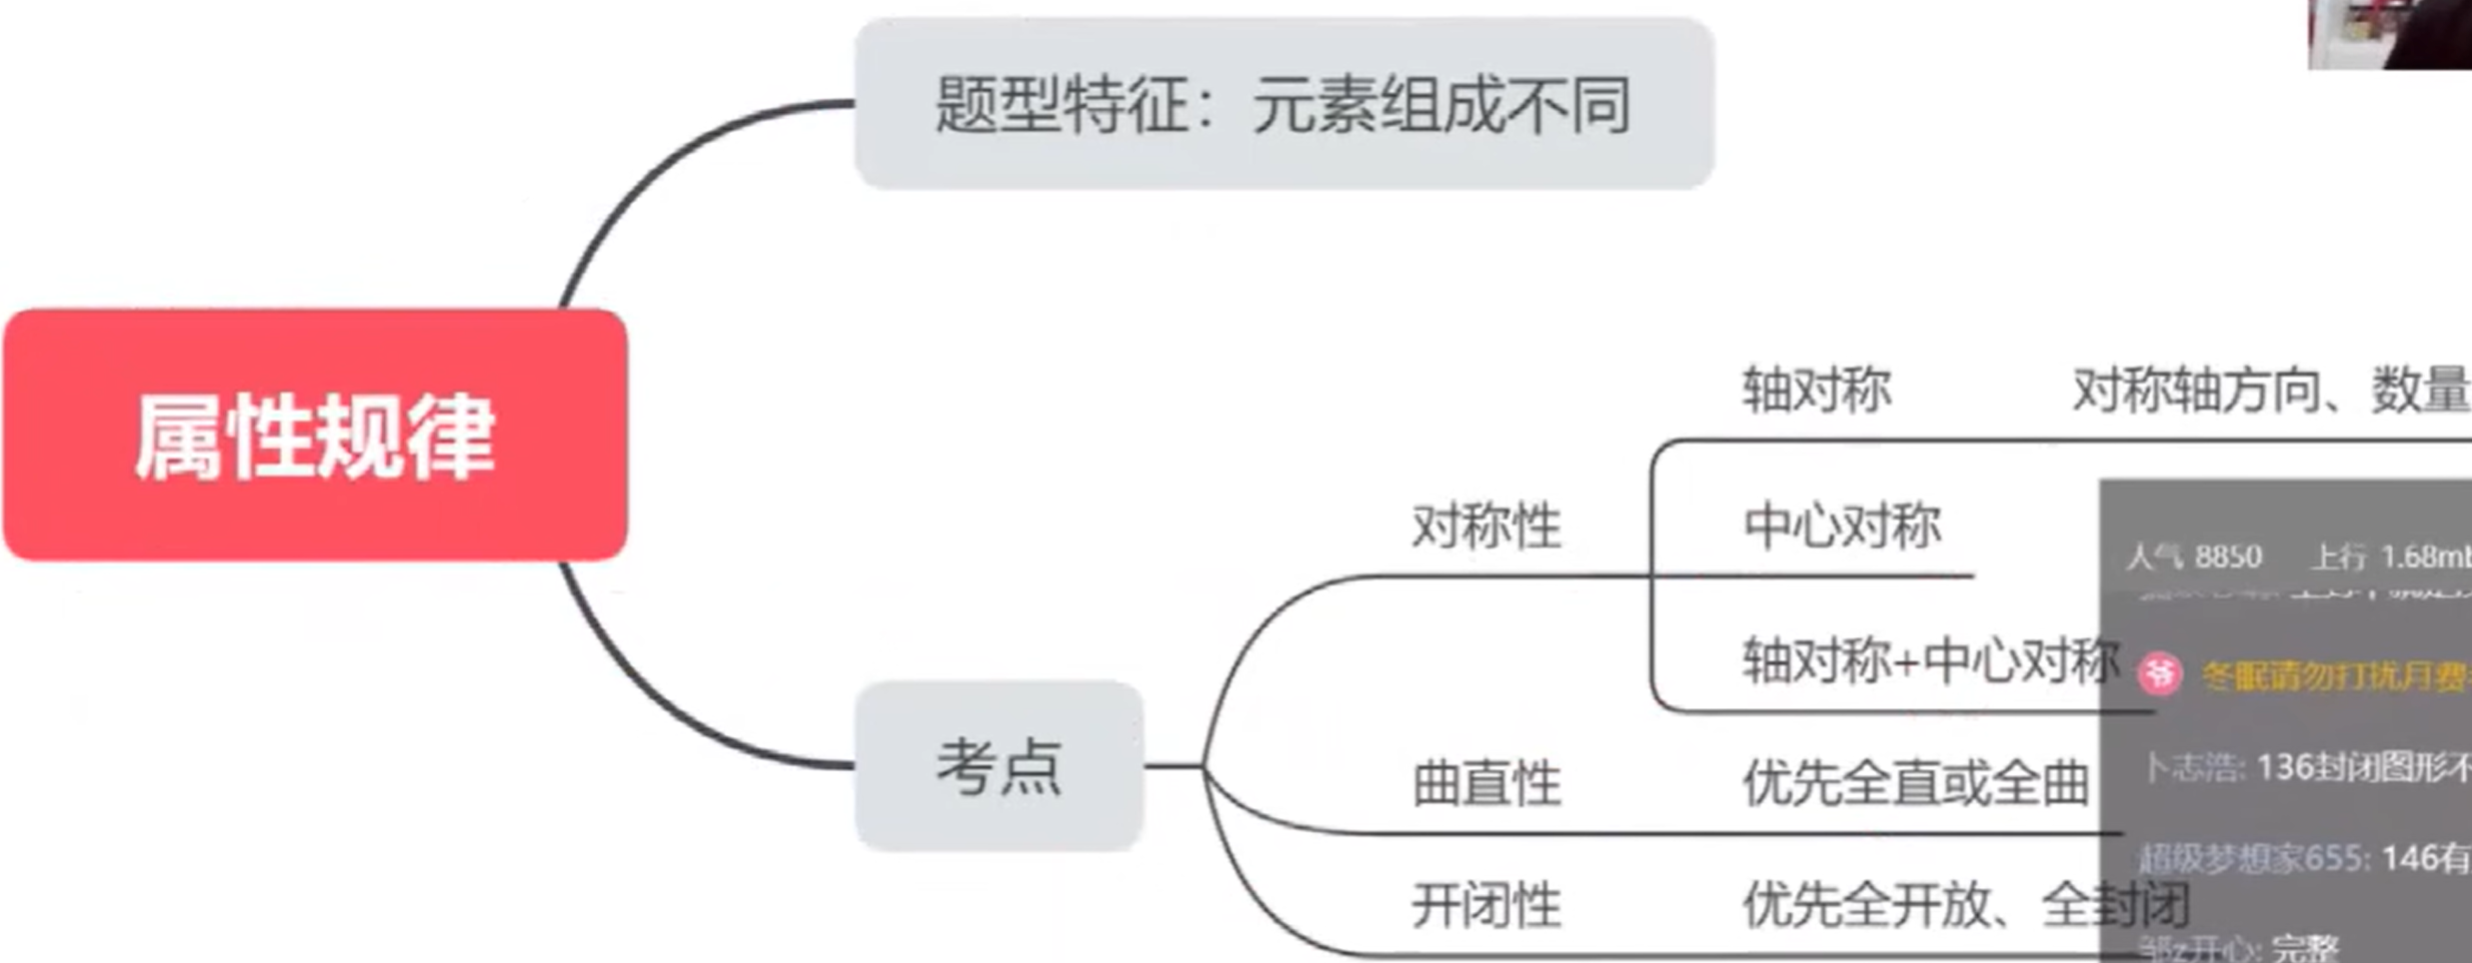 题型特征：元素组成不同
属性规律
轴对称 对称轴方向、数量
对称性 中心对称
轴对称+中心对称
考点
曲直性 优先全直或全曲
开闭性 优先全开放、全封闭
人气 8850 上行 1.68mb
爷 冬眠请勿打扰月费
卜志浩: 136封闭图形不
超级梦想家655: 146有
邹z开心: 完整